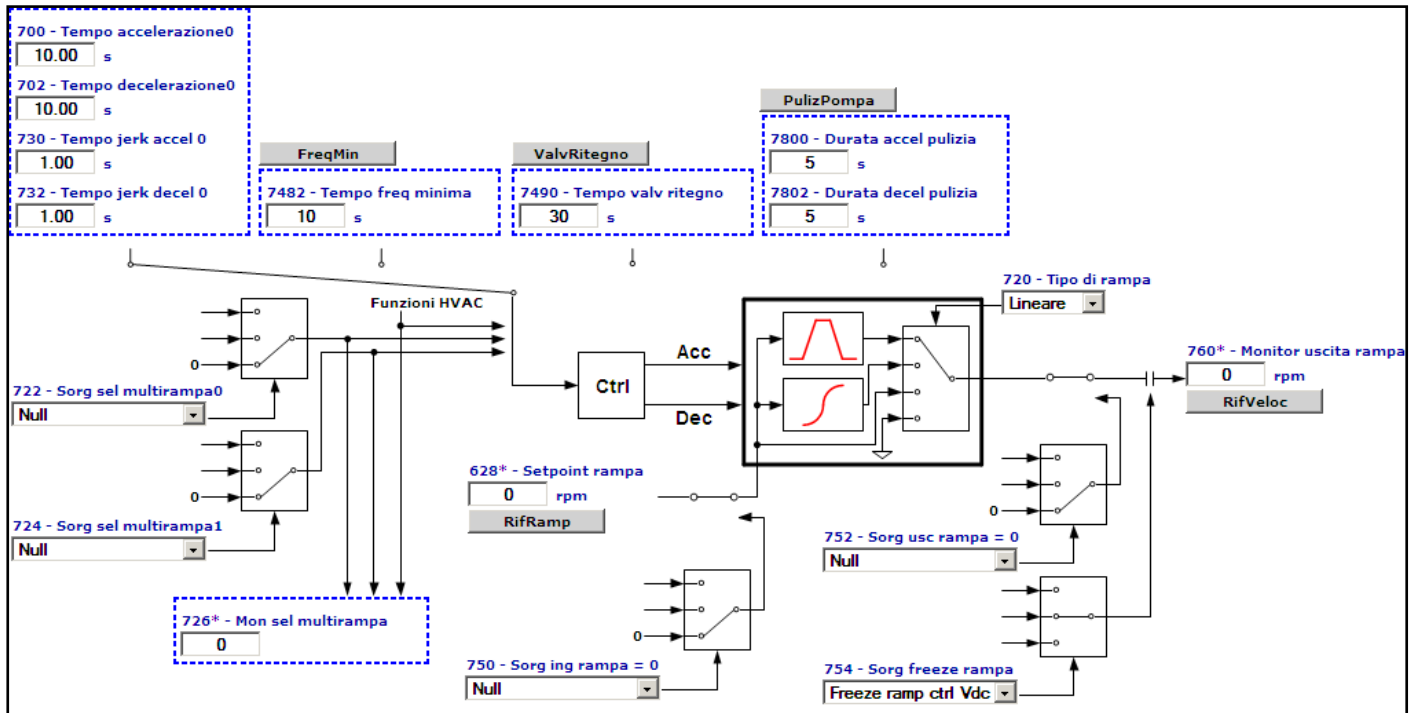 700 - Tempo accelerazione0
10.00 s
702 - Tempo decelerazione0
10.00 s
730 - Tempo jerk accel 0
1.00 s
732 - Tempo jerk decel 0
1.00 s
FreqMin
7482 - Tempo freq minima
10 s
ValvRitegno
7490 - Tempo valv ritegno
30 s
PulizPompa
7800 - Durata accel pulizia
5 s
7802 - Durata decel pulizia
5 s
720 - Tipo di rampa
Lineare
Funzioni HVAC
0
722 - Sorg sel multirampa0
Null
0
724 - Sorg sel multirampa1
Null
726* - Mon sel multirampa
0
Ctrl
Acc
Dec
628* - Setpoint rampa
0 rpm
RifRamp
0
750 - Sorg ing rampa = 0
Null
760* - Monitor uscita rampa
0 rpm
RifVeloc
0
752 - Sorg usc rampa = 0
Null
754 - Sorg freeze rampa
Freeze ramp ctrl Vdc